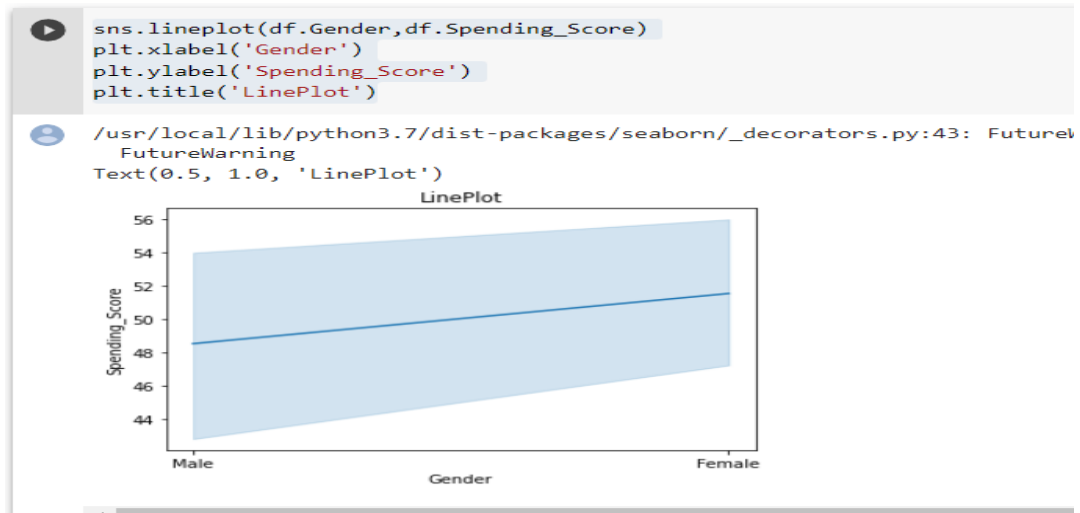 sns.lineplot(df.Gender,df.Spending_Score)
plt.xlabel('Gender')
plt.ylabel('Spending_Score')
plt.title('LinePlot')
/usr/local/lib/python3.7/dist-packages/seaborn/_decorators.py:43:
FutureWarning
Text(0.5, 1.0, 'LinePlot')
LinePlot
56
54
52
50
48
46
44
Spending_Score
Male Female
Gender